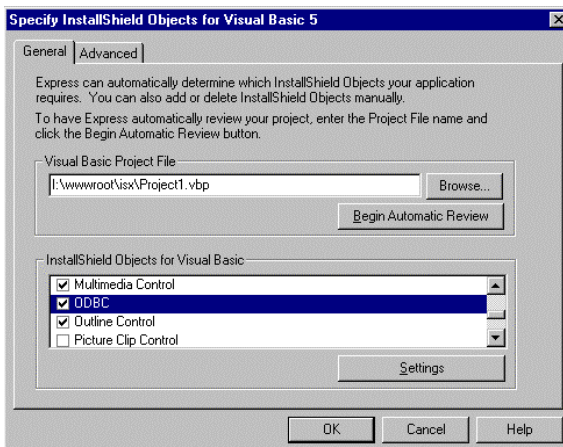 Specify InstallShield Objects for Visual Basic 5
General
Advanced
Express can automatically determine which InstallShield Objects your application
requires. You can also add or delete InstallShield Objects manually.
To have Express automatically review your project, enter the Project File name and
click the Begin Automatic Review button.
Visual Basic Project File
I:\wwwroot\isx\Project1.vbp
Browse...
Begin Automatic Review
InstallShield Objects for Visual Basic
Multimedia Control
ODBC
Outline Control
Picture Clip Control
Settings
OK
Cancel
Help